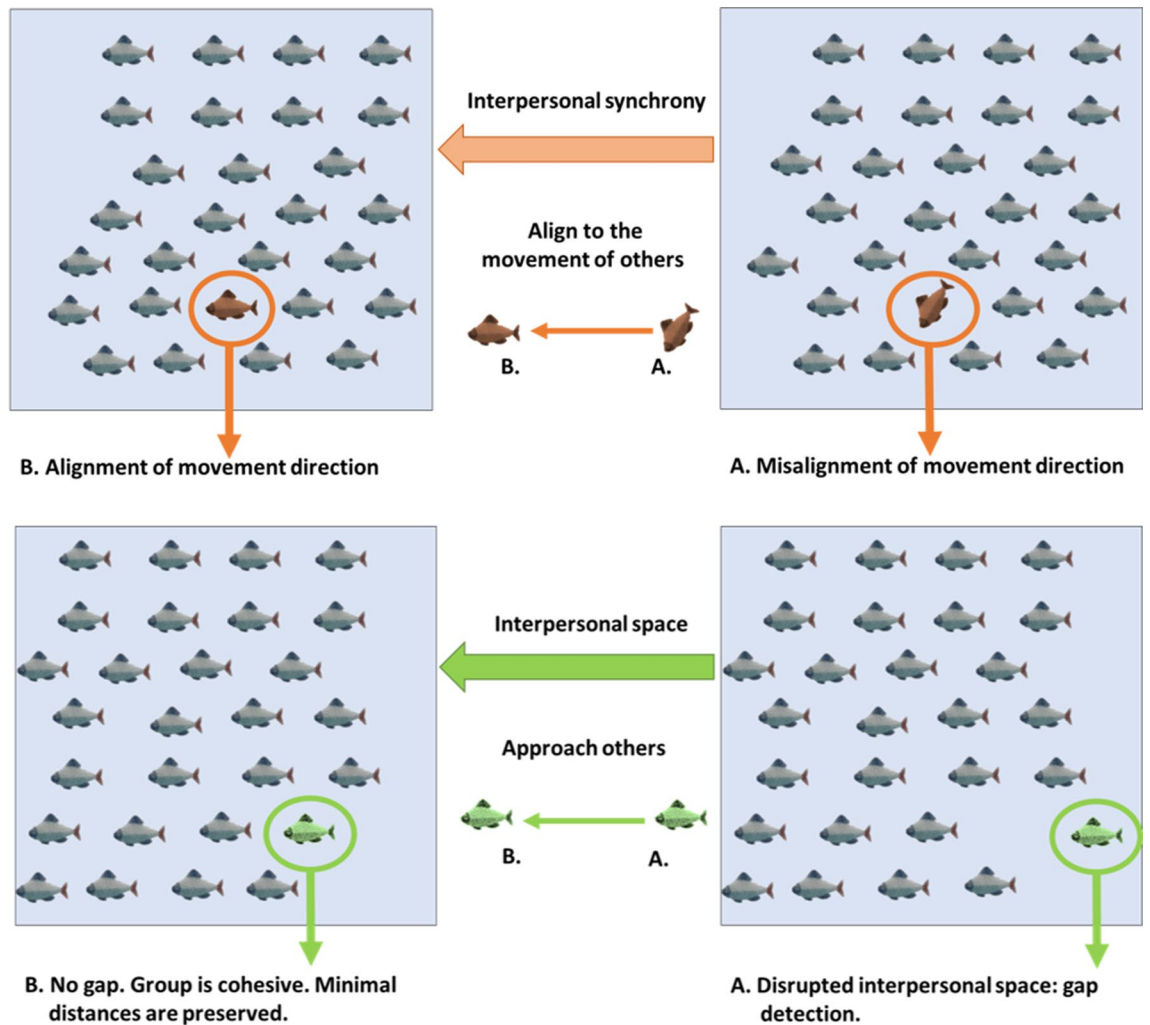 Interpersonal synchrony
Align to the
movement of others
B.
A.
B. Alignment of movement direction
A. Misalignment of movement direction
Interpersonal space
Approach others
B.
A.
B. No gap. Group is cohesive. Minimal
distances are preserved.
A. Disrupted interpersonal space: gap
detection.